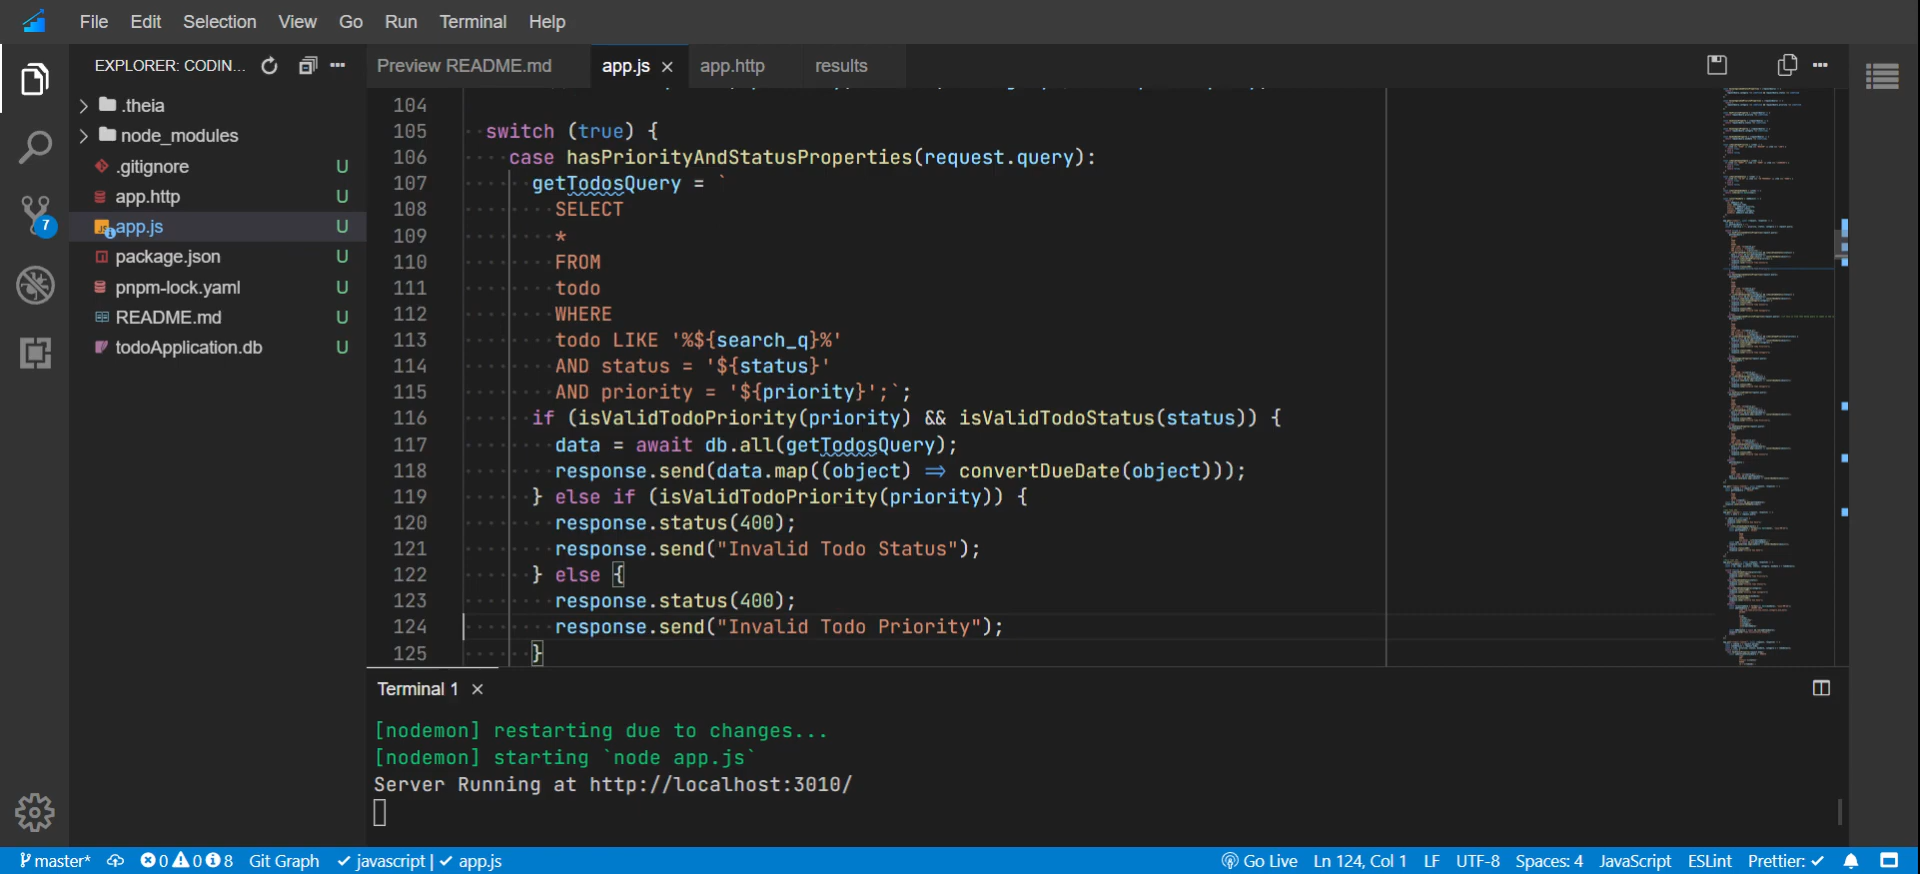 File Edit Selection View Go Run Terminal Help
EXPLORER: CODIN...
Preview README.md app.js app.http results
.theia
node_modules
.gitignore U
app.http U
app.js U
package.json U
pnpm-lock.yaml U
README.md U
todoApplication.db U
7
104
105 switch (true) {
106 case hasPriorityAndStatusProperties(request.query):
107 getTodosQuery = `
108 SELECT
109 *
110 FROM
111 todo
112 WHERE
113 todo LIKE '%${search_q}%'
114 AND status = '${status}'
115 AND priority = '${priority}';`;
116 if (isValidTodoPriority(priority) && isValidTodoStatus(status)) {
117 data = await db.all(getTodosQuery);
118 response.send(data.map((object) => convertDueDate(object)));
119 } else if (isValidTodoPriority(priority)) {
120 response.status(400);
121 response.send("Invalid Todo Status");
122 } else {
123 response.status(400);
124 response.send("Invalid Todo Priority");
125 }
Terminal 1
[nodemon] restarting due to changes...
[nodemon] starting `node app.js`
Server Running at http://localhost:3010/
master* 0 0 8 Git Graph javascript | app.js Go Live Ln 124, Col 1 LF UTF-8 Spaces: 4 JavaScript ESLint Prettier: